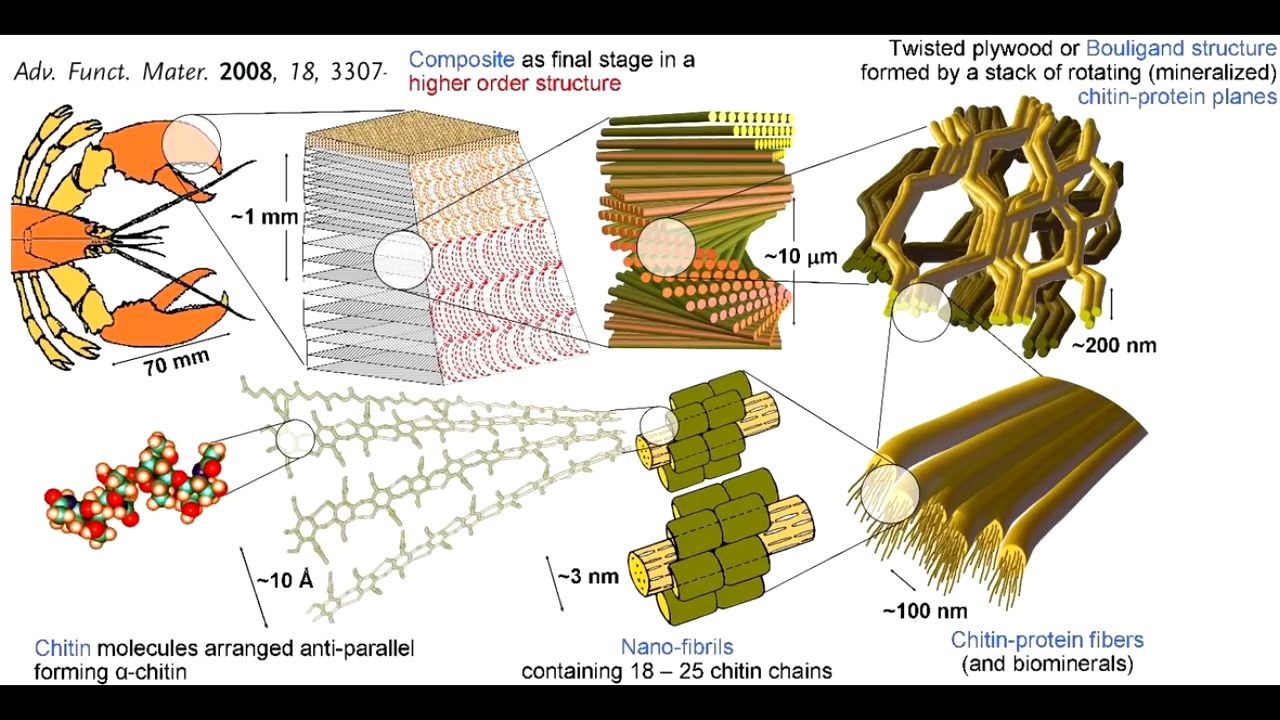 Adv. Funct. Mater. 2008, 18, 3307-
Composite as final stage in a
higher order structure
Twisted plywood or Bouligand structure
formed by a stack of rotating (mineralized)
chitin-protein planes
~1 mm
~10 μm
~200 nm
70 mm
~10 Å
~3 nm
~100 nm
Chitin molecules arranged anti-parallel
forming α-chitin
Nano-fibrils
containing 18 – 25 chitin chains
Chitin-protein fibers
(and biominerals)